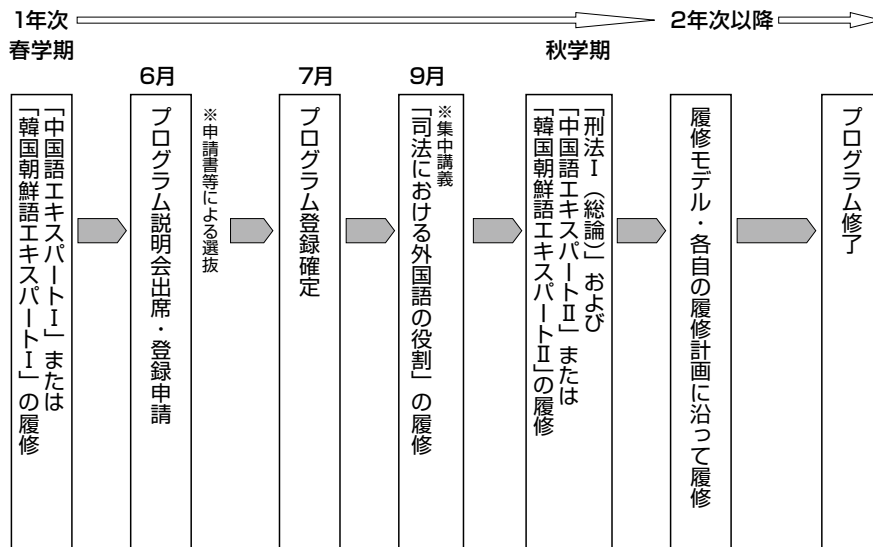 1年次
2年次以降
春学期
秋学期
6月
7月
9月
「中国語エキスパートⅠ」または
「韓国朝鮮語エキスパートⅠ」の履修
プログラム説明会出席・登録申請
※申請書等による選抜
プログラム登録確定
※集中講義
「司法における外国語の役割」の履修
「刑法Ⅰ（総論）」および
「中国語エキスパートⅡ」または
「韓国朝鮮語エキスパートⅡ」の履修
履修モデル・各自の履修計画に沿って履修
プログラム修了